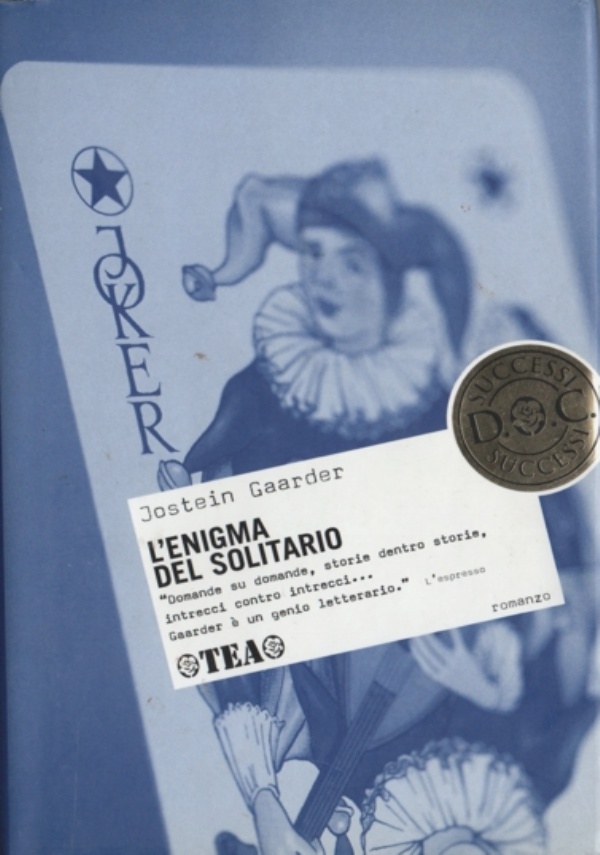 JOKER
SUCCESSI
D.O.C.
SUCCESSI
Jostein Gaarder
L'ENIGMA
DEL SOLITARIO
"Domande su domande, storie dentro storie,
intrecci contro intrecci...
Gaarder è un genio letterario." L'espresso
romanzo
TEA